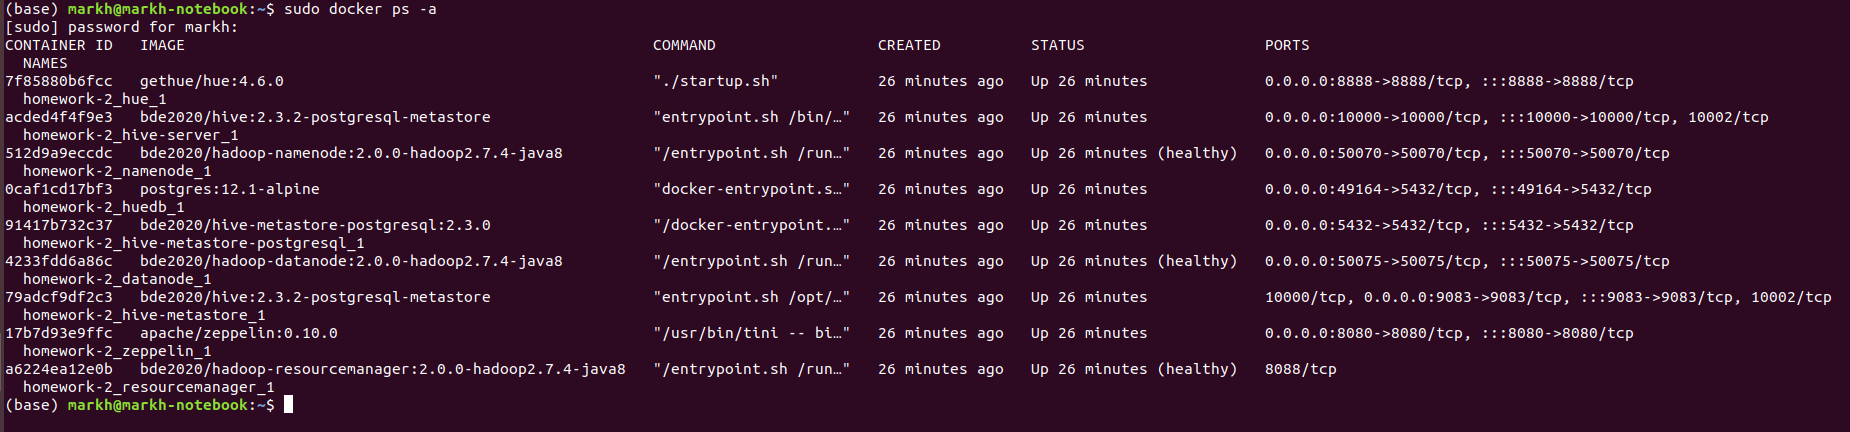 (base) markh@markh-notebook:~$ sudo docker ps -a
[sudo] password for markh:
CONTAINER ID   IMAGE   COMMAND   CREATED   STATUS   PORTS
NAMES
7f85880b6fcc   gethue/hue:4.6.0   "./startup.sh"   26 minutes ago   Up 26 minutes   0.0.0.0:8888->8888/tcp, :::8888->8888/tcp
homework-2_hue_1
acded4f4f9e3   bde2020/hive:2.3.2-postgresql-metastore   "entrypoint.sh /bin/…"   26 minutes ago   Up 26 minutes   0.0.0.0:10000->10000/tcp, :::10000->10000/tcp, 10002/tcp
homework-2_hive-server_1
512d9a9eccdc   bde2020/hadoop-namenode:2.0.0-hadoop2.7.4-java8   "/entrypoint.sh /run…"   26 minutes ago   Up 26 minutes (healthy)   0.0.0.0:50070->50070/tcp, :::50070->50070/tcp
homework-2_namenode_1
0caf1cd17bf3   postgres:12.1-alpine   "docker-entrypoint.s…"   26 minutes ago   Up 26 minutes   0.0.0.0:49164->5432/tcp, :::49164->5432/tcp
homework-2_huedb_1
91417b732c37   bde2020/hive-metastore-postgresql:2.3.0   "/docker-entrypoint.…"   26 minutes ago   Up 26 minutes   0.0.0.0:5432->5432/tcp, :::5432->5432/tcp
homework-2_hive-metastore-postgresql_1
4233fdd6a86c   bde2020/hadoop-datanode:2.0.0-hadoop2.7.4-java8   "/entrypoint.sh /run…"   26 minutes ago   Up 26 minutes (healthy)   0.0.0.0:50075->50075/tcp, :::50075->50075/tcp
homework-2_datanode_1
79adcf9df2c3   bde2020/hive:2.3.2-postgresql-metastore   "entrypoint.sh /opt/…"   26 minutes ago   Up 26 minutes   10000/tcp, 0.0.0.0:9083->9083/tcp, :::9083->9083/tcp, 10002/tcp
homework-2_hive-metastore_1
17b7d93e9ffc   apache/zeppelin:0.10.0   "/usr/bin/tini -- bi…"   26 minutes ago   Up 26 minutes   0.0.0.0:8080->8080/tcp, :::8080->8080/tcp
homework-2_zeppelin_1
a6224ea12e0b   bde2020/hadoop-resourcemanager:2.0.0-hadoop2.7.4-java8   "/entrypoint.sh /run…"   26 minutes ago   Up 26 minutes (healthy)   8088/tcp
homework-2_resourcemanager_1
(base) markh@markh-notebook:~$